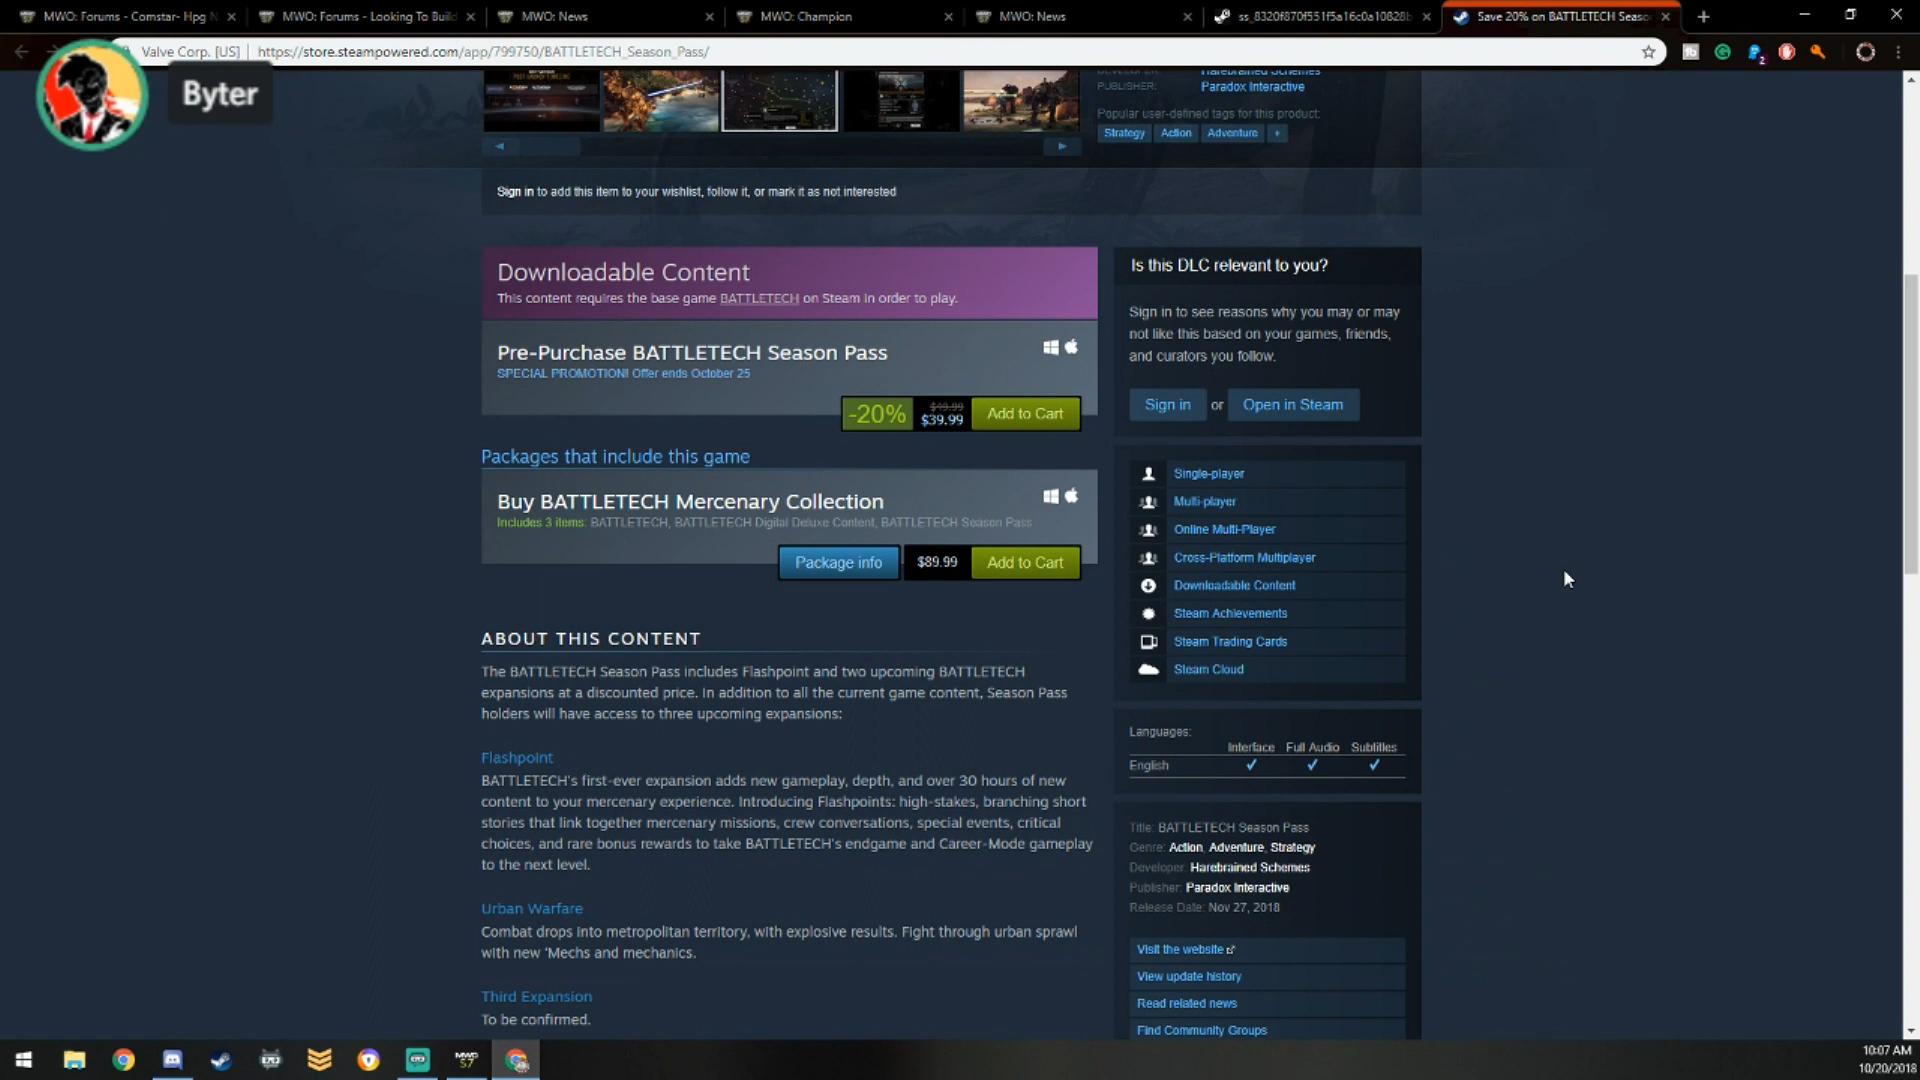 MWO: Forums - Comstar- Hpg N
MWO: Forums - Looking To Build
MWO: News
MWO: Champion
MWO: News
ss_8320f870f551f5a16c0a10828b
Save 20% on BATTLETECH Seaso
Valve Corp. [US]
https://store.steampowered.com/app/799750/BATTLETECH_Season_Pass/
Byter
DEVELOPER: Harebrained Schemes
PUBLISHER: Paradox Interactive
Popular user-defined tags for this product:
Strategy Action Adventure +
Sign in to add this item to your wishlist, follow it, or mark it as not interested
Downloadable Content
This content requires the base game BATTLETECH on Steam in order to play.
Pre-Purchase BATTLETECH Season Pass
SPECIAL PROMOTION! Offer ends October 25
-20% $49.99 $39.99 Add to Cart
Packages that include this game
Buy BATTLETECH Mercenary Collection
Includes 3 items: BATTLETECH, BATTLETECH Digital Deluxe Content, BATTLETECH Season Pass
Package info $89.99 Add to Cart
ABOUT THIS CONTENT
The BATTLETECH Season Pass includes Flashpoint and two upcoming BATTLETECH
expansions at a discounted price. In addition to all the current game content, Season Pass
holders will have access to three upcoming expansions:
Flashpoint
BATTLETECH's first-ever expansion adds new gameplay, depth, and over 30 hours of new
content to your mercenary experience. Introducing Flashpoints: high-stakes, branching short
stories that link together mercenary missions, crew conversations, special events, critical
choices, and rare bonus rewards to take BATTLETECH's endgame and Career-Mode gameplay
to the next level.
Urban Warfare
Combat drops into metropolitan territory, with explosive results. Fight through urban sprawl
with new 'Mechs and mechanics.
Third Expansion
To be confirmed.
Is this DLC relevant to you?
Sign in to see reasons why you may or may
not like this based on your games, friends,
and curators you follow.
Sign in or Open in Steam
Single-player
Multi-player
Online Multi-Player
Cross-Platform Multiplayer
Downloadable Content
Steam Achievements
Steam Trading Cards
Steam Cloud
Languages:
Interface Full Audio Subtitles
English
Title: BATTLETECH Season Pass
Genre: Action, Adventure, Strategy
Developer: Harebrained Schemes
Publisher: Paradox Interactive
Release Date: Nov 27, 2018
Visit the website
View update history
Read related news
Find Community Groups
MWO
S7
10:07 AM
10/20/2018